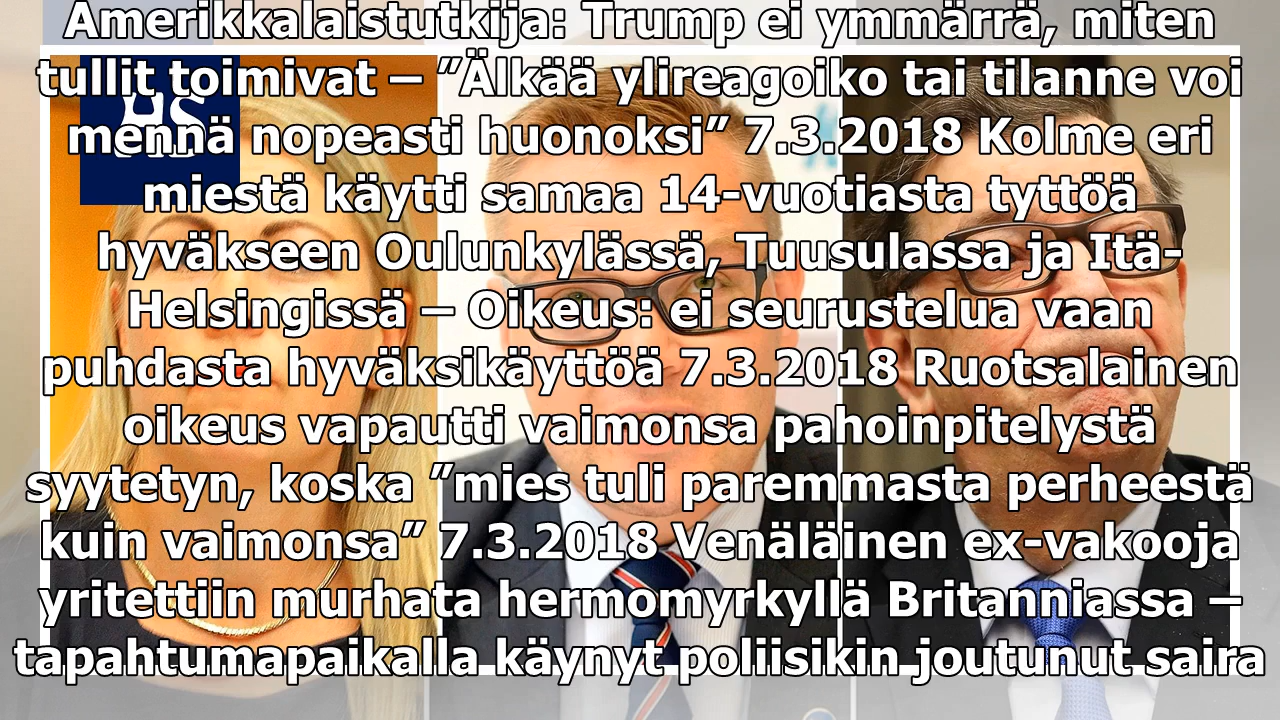 Amerikkalaistutkija: Trump ei ymmärrä, miten
tullit toimivat – ”Älkää ylireagoiko tai tilanne voi
mennä nopeasti huonoksi” 7.3.2018 Kolme eri
miestä käytti samaa 14-vuotiasta tyttöä
hyväkseen Oulunkylässä, Tuusulassa ja Itä-
Helsingissä – Oikeus: ei seurustelua vaan
puhdasta hyväksikäyttöä 7.3.2018 Ruotsalainen
oikeus vapautti vaimonsa pahoinpitelystä
syytetyn, koska ”mies tuli paremmasta perheestä
kuin vaimonsa” 7.3.2018 Venäläinen ex-vakooja
yritettiin murhata hermomyrkyllä Britanniassa –
tapahtumapaikalla käynyt poliisikin joutunut saira
HS